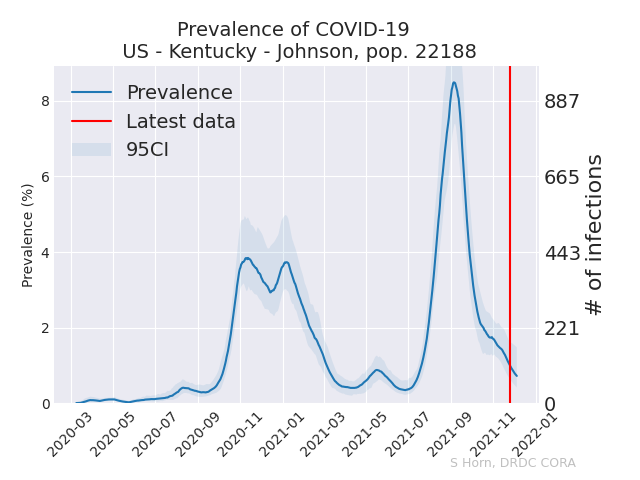 Prevalence of COVID-19
US - Kentucky - Johnson, pop. 22188
Prevalence
Latest data
95CI
Prevalence (%)
8
6
4
2
0
887
665
443
221
0
# of infections
2020-03
2020-05
2020-07
2020-09
2020-11
2021-01
2021-03
2021-05
2021-07
2021-09
2021-11
2022-01
S Horn, DRDC CORA